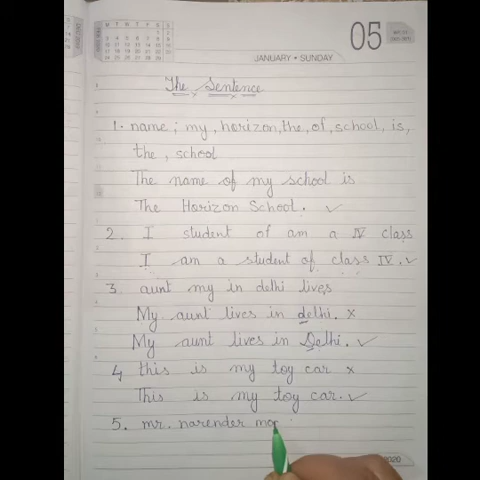 05
JANUARY • SUNDAY
The Sentence
1. name; my, horizon, the, of, school, is,
the, school
The name of my school is
The Horizon School. ✓
2. I student of am a IV class
I am a student of class IV. ✓
3 aunt my in delhi lives
My aunt lives in delhi. x
My aunt lives in Delhi. ✓
4, this is my toy car x
This is my toy car. ✓
5. mr. narender mo
2020